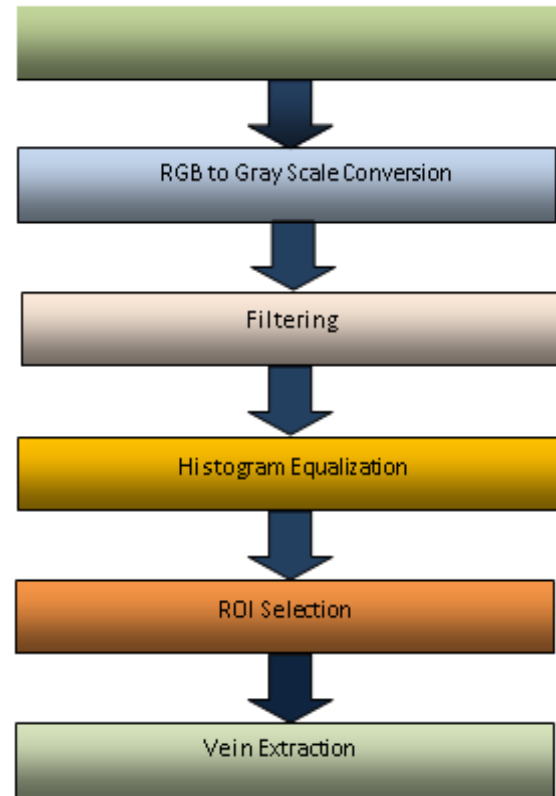 RGB to Gray Scale Conversion
Filtering
Histogram Equalization
ROI Selection
Vein Extraction